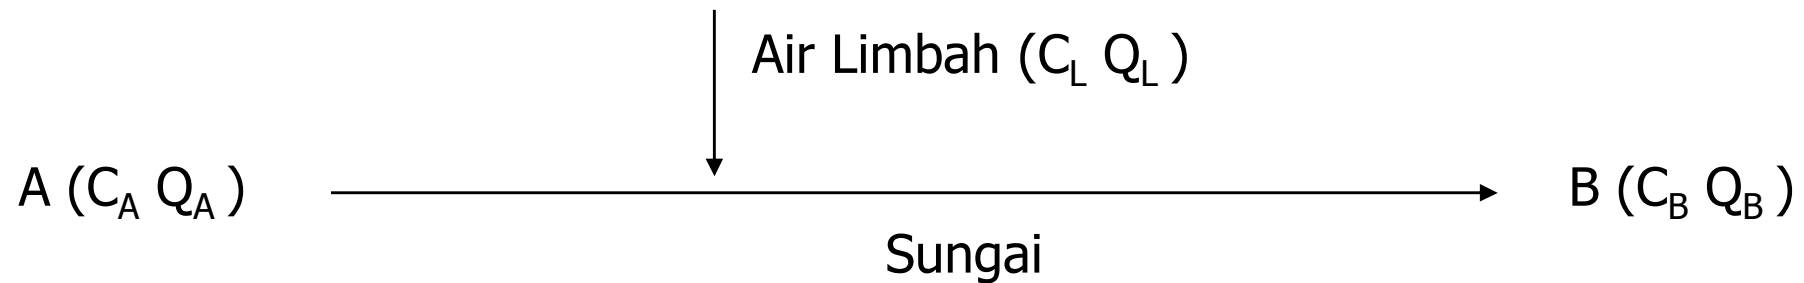 Air Limbah (CL QL )
A (CA QA )
B (CB QB )
Sungai